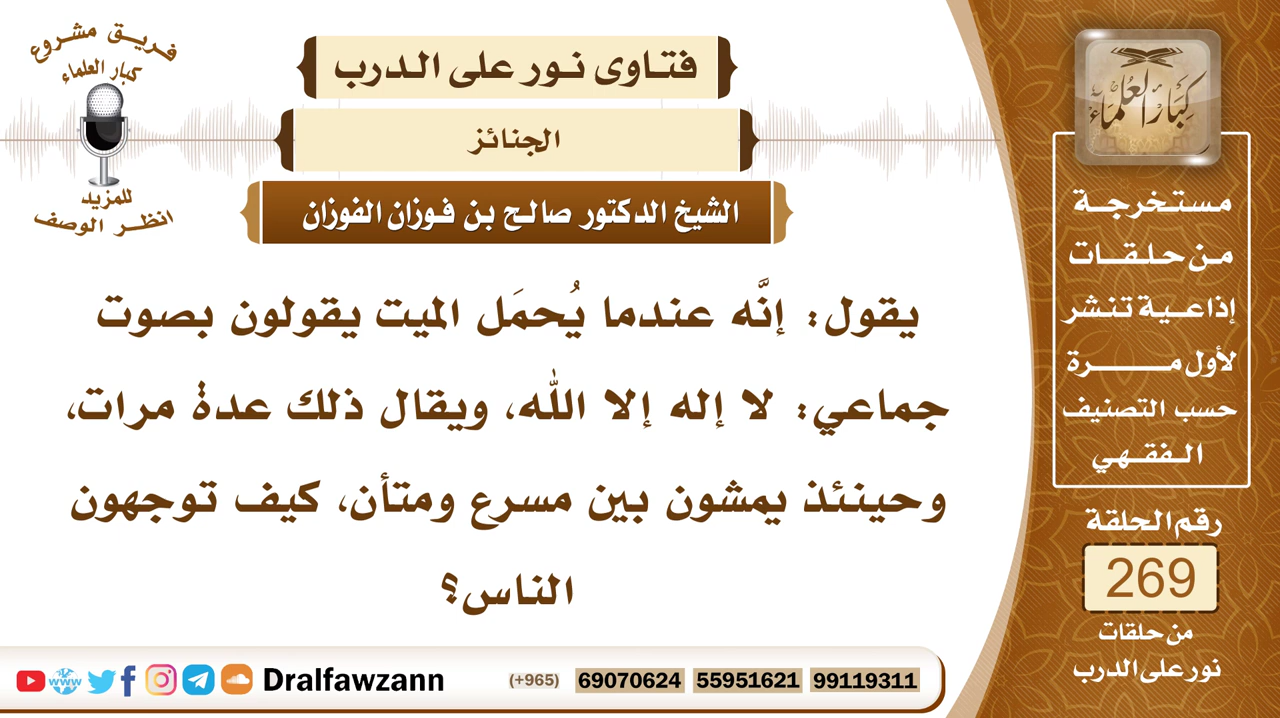 فريق مشروع
كبار العلماء
للمزيد
انظر الوصف
فتاوى نور على الدرب
الجنائز
الشيخ الدكتور صالح بن فوزان الفوزان
يقول: إنَّه عندما يُحمَل الميت يقولون بصوت
جماعي: لا إله إلا الله، ويقال ذلك عدة مرات،
وحينئذ يمشون بين مسرع ومتأن، كيف توجهون
الناس؟
كبار العلماء
مستخرجة
من حلقات
إذاعية تنشر
لأول مرة
حسب التصنيف
الفقهي
رقم الحلقة
269
من حلقات
نور على الدرب
www Dralfawzann (+965) 69070624 55951621 99119311